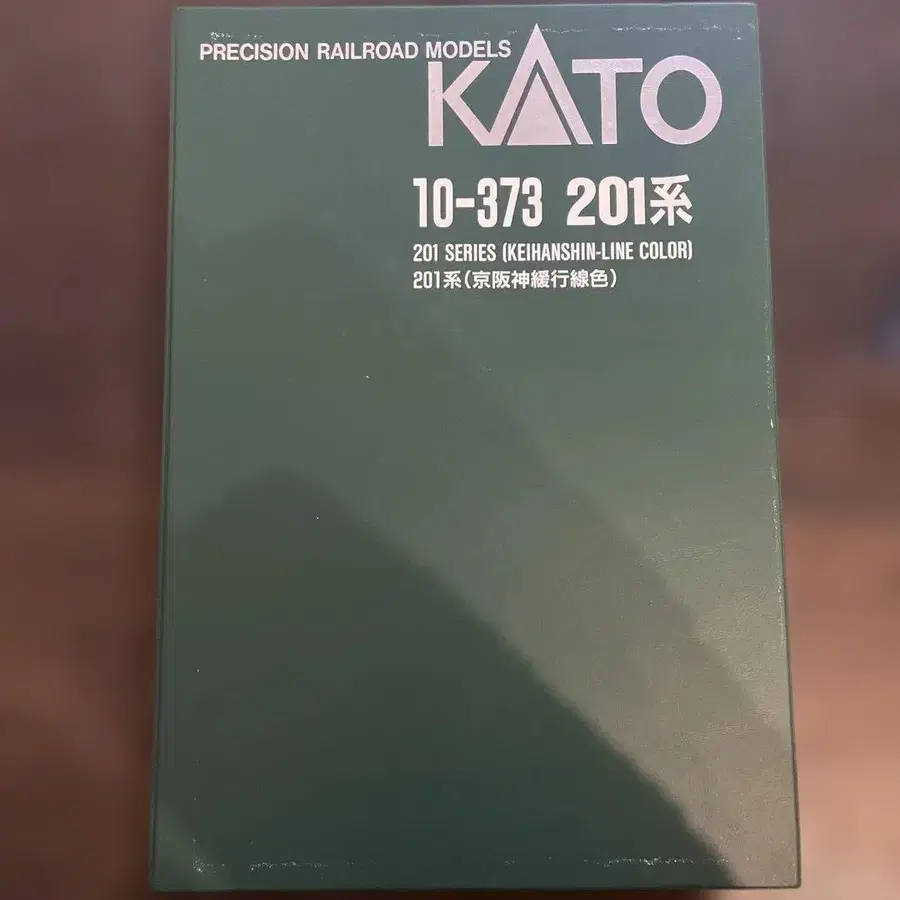 PRECISION RAILROAD MODELS
KATO
10-373 201系
201 SERIES (KEIHANSHIN-LINE COLOR)
201系(京阪神緩行線色)